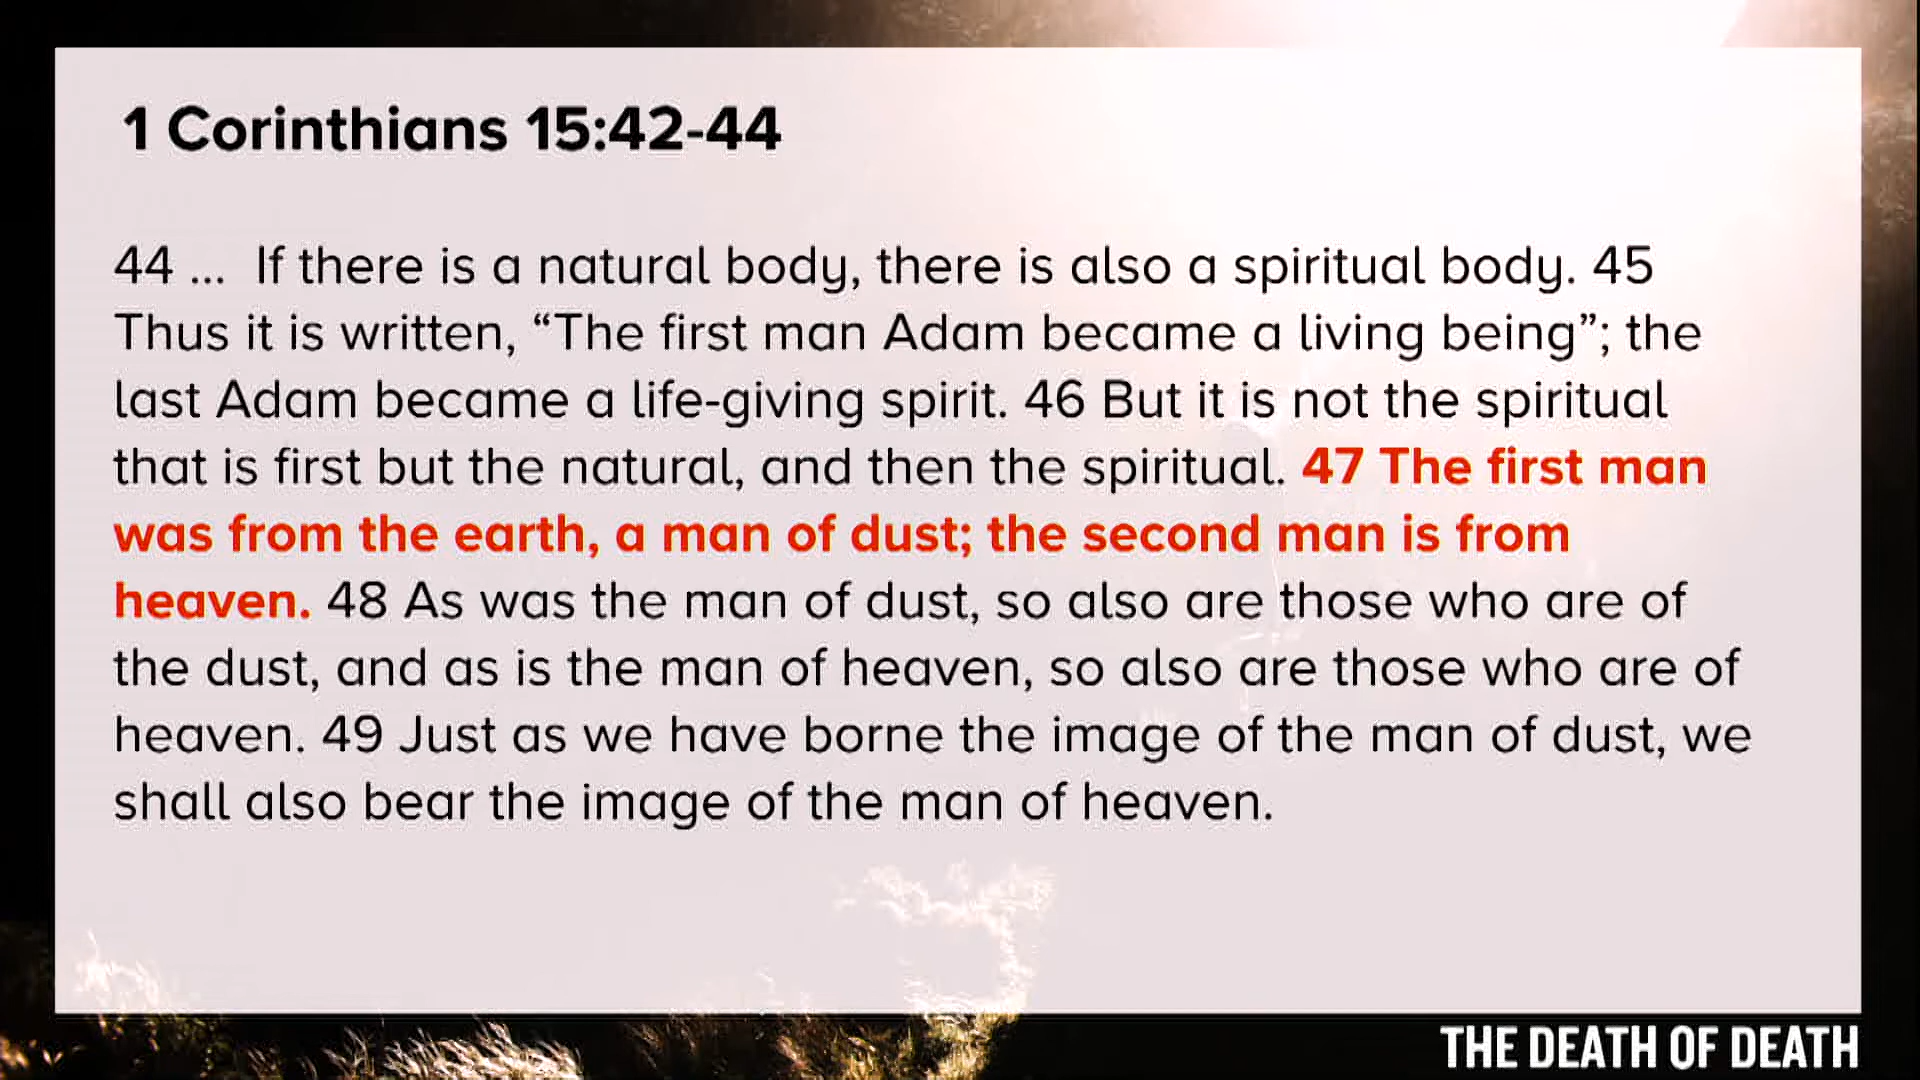 1 Corinthians 15:42-44
44 ... If there is a natural body, there is also a spiritual body. 45
Thus it is written, “The first man Adam became a living being”; the
last Adam became a life-giving spirit. 46 But it is not the spiritual
that is first but the natural, and then the spiritual. 47 The first man
was from the earth, a man of dust; the second man is from
heaven. 48 As was the man of dust, so also are those who are of
the dust, and as is the man of heaven, so also are those who are of
heaven. 49 Just as we have borne the image of the man of dust, we
shall also bear the image of the man of heaven.
THE DEATH OF DEATH